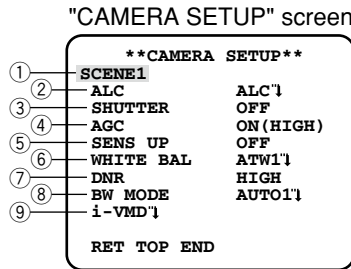 "CAMERA SETUP" screen
**CAMERA SETUP**
① SCENE1
② ALC ALC↵
③ SHUTTER OFF
④ AGC ON(HIGH)
⑤ SENS UP OFF
⑥ WHITE BAL ATW1↵
⑦ DNR HIGH
⑧ BW MODE AUTO1↵
⑨ i-VMD↵
RET TOP END